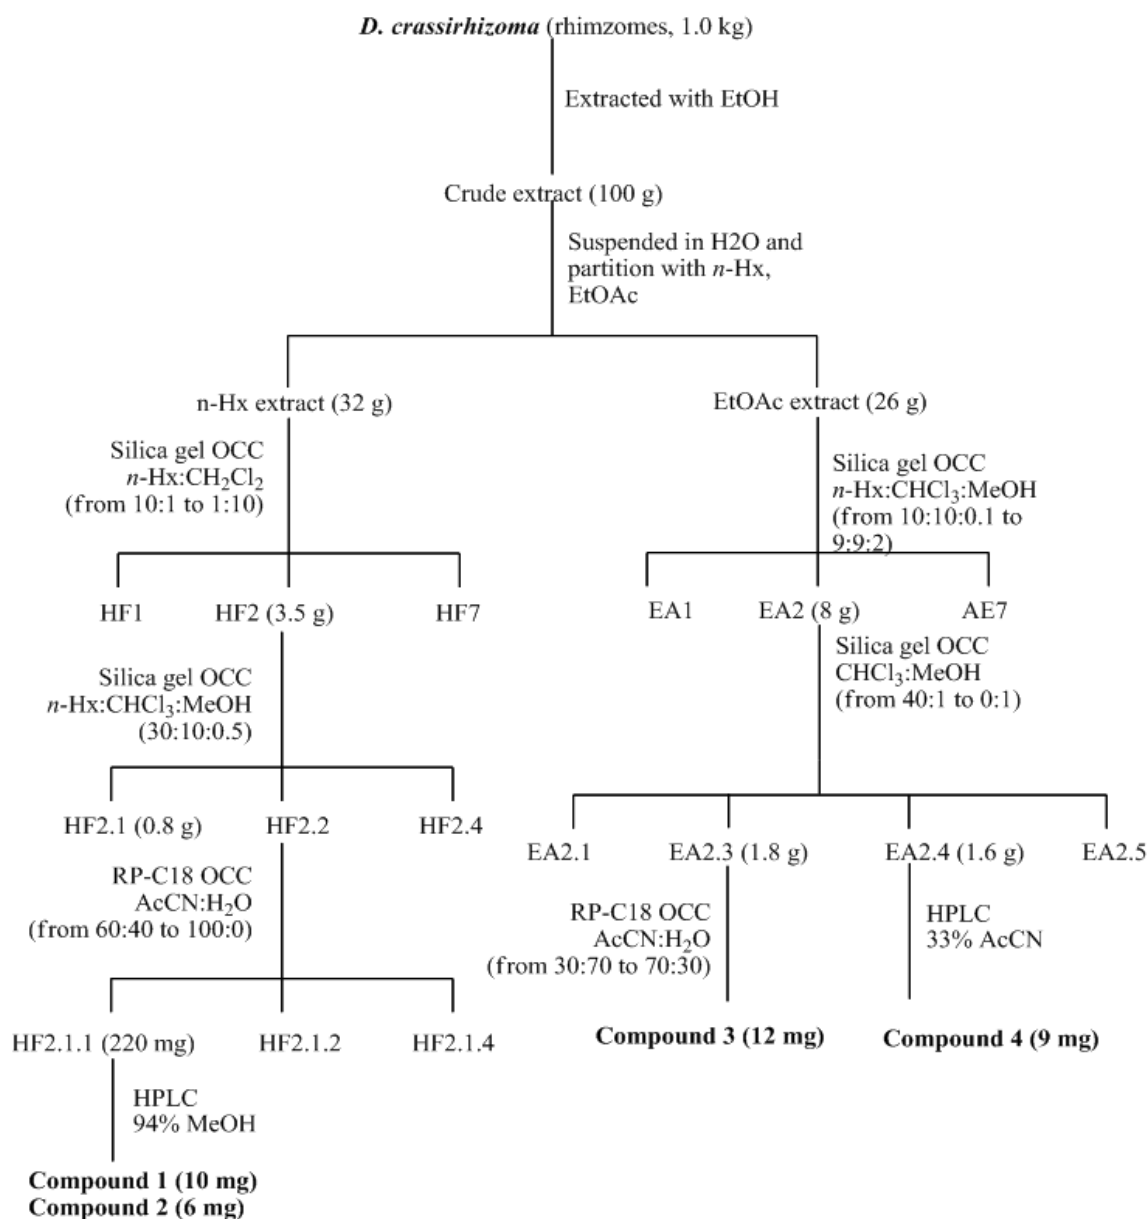 D. crassirhizoma (rhimzomes, 1.0 kg)
Extracted with EtOH
Crude extract (100 g)
Suspended in H2O and
partition with n-Hx,
EtOAc
n-Hx extract (32 g)
EtOAc extract (26 g)
Silica gel OCC
n-Hx:CH2Cl2
(from 10:1 to 1:10)
Silica gel OCC
n-Hx:CHCl3:MeOH
(from 10:10:0.1 to
9:9:2)
HF1
HF2 (3.5 g)
HF7
EA1
EA2 (8 g)
AE7
Silica gel OCC
n-Hx:CHCl3:MeOH
(30:10:0.5)
Silica gel OCC
CHCl3:MeOH
(from 40:1 to 0:1)
HF2.1 (0.8 g)
HF2.2
HF2.4
EA2.1
EA2.3 (1.8 g)
EA2.4 (1.6 g)
EA2.5
RP-C18 OCC
AcCN:H2O
(from 60:40 to 100:0)
RP-C18 OCC
AcCN:H2O
(from 30:70 to 70:30)
HPLC
33% AcCN
HF2.1.1 (220 mg)
HF2.1.2
HF2.1.4
Compound 3 (12 mg)
Compound 4 (9 mg)
HPLC
94% MeOH
Compound 1 (10 mg)
Compound 2 (6 mg)